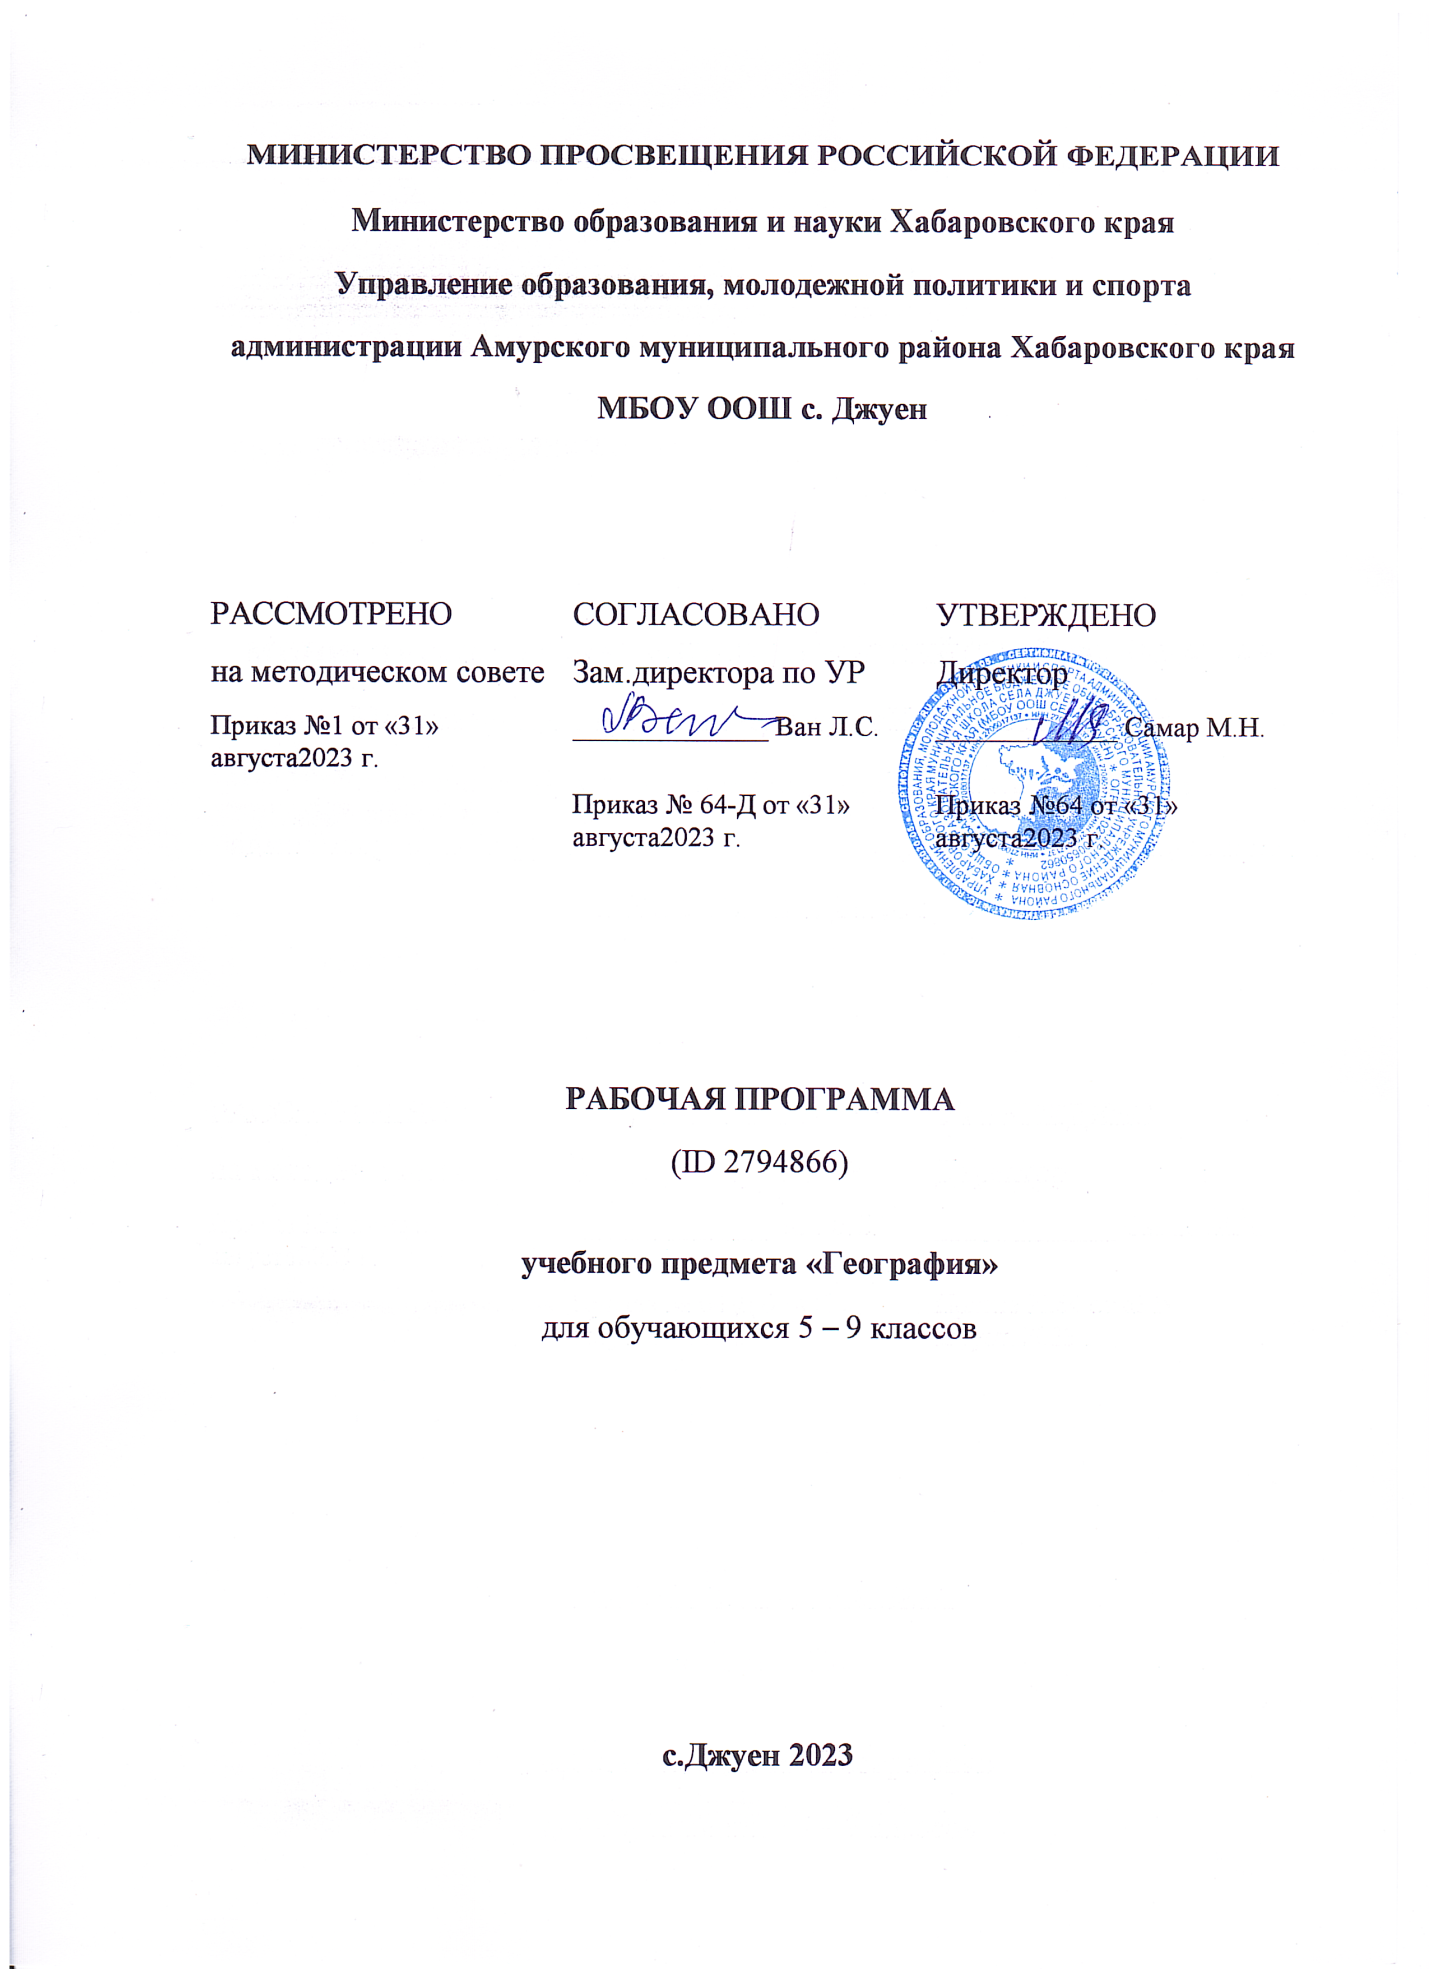 МИНИСТЕРСТВО ПРОСВЕЩЕНИЯ РОССИЙСКОЙ ФЕДЕРАЦИИ
Министерство образования и науки Хабаровского края
Управление образования, молодежной политики и спорта
администрации Амурского муниципального района Хабаровского края
МБОУ ООШ с. Джуен
РАССМОТРЕНО
на методическом совете
Приказ №1 от «31»
августа2023 г.
СОГЛАСОВАНО
Зам.директора по УР
Ван Л.С.
Приказ № 64-Д от «31»
августа2023 г.
УТВЕРЖДЕНО
Директор
Самар М.Н.
Приказ №64 от «31»
августа2023 г.
РАБОЧАЯ ПРОГРАММА
(ID 2794866)
учебного предмета «География»
для обучающихся 5 – 9 классов
с.Джуен 2023